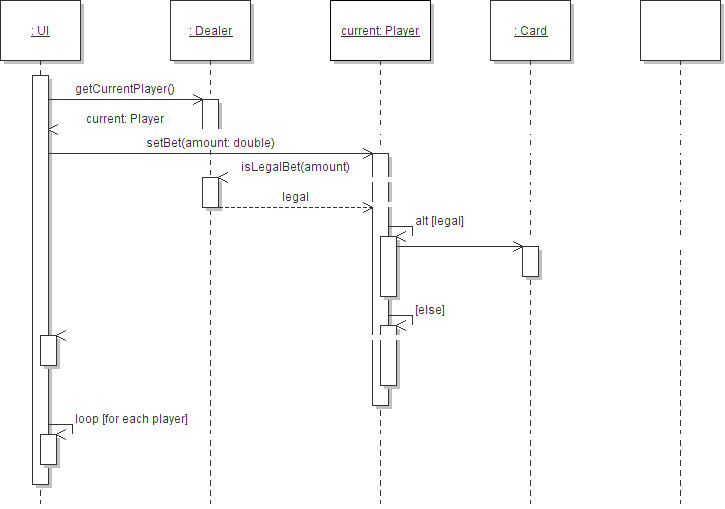 : UI
: Dealer
current: Player
: Card
getCurrentPlayer()
current: Player
setBet(amount: double)
isLegalBet(amount)
legal
alt [legal]
[else]
loop [for each player]